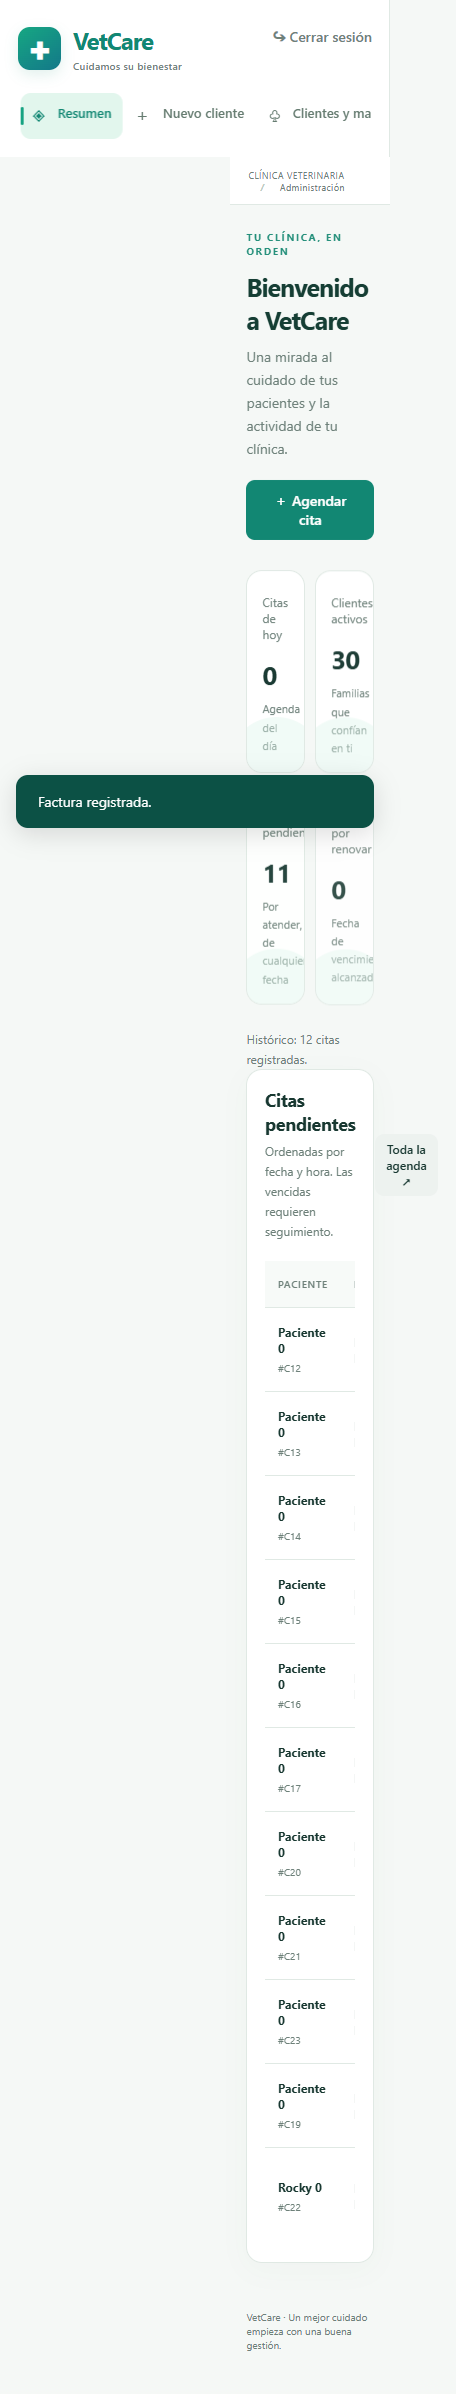 VetCare
Cuidamos su bienestar
↪ Cerrar sesión
Resumen
+ Nuevo cliente
Clientes y ma
CLÍNICA VETERINARIA
/ Administración
TU CLÍNICA, EN
ORDEN
Bienvenido
a VetCare
Una mirada al
cuidado de tus
pacientes y la
actividad de tu
clínica.
+ Agendar
cita
Citas
de
hoy
0
Agenda
del
día
Clientes
activos
30
Familias
que
confían
en ti
Factura registrada.
pendien
11
Por
atender,
de
cualquie
fecha
por
renovar
0
Fecha
de
vencimie
alcanzad
Histórico: 12 citas
registradas.
Citas
pendientes
Ordenadas por
fecha y hora. Las
vencidas
requieren
seguimiento.
Toda la
agenda
↗
PACIENTE
Paciente
0
#C12
Paciente
0
#C13
Paciente
0
#C14
Paciente
0
#C15
Paciente
0
#C16
Paciente
0
#C17
Paciente
0
#C20
Paciente
0
#C21
Paciente
0
#C23
Paciente
0
#C19
Rocky 0
#C22
VetCare · Un mejor cuidado
empieza con una buena
gestión.